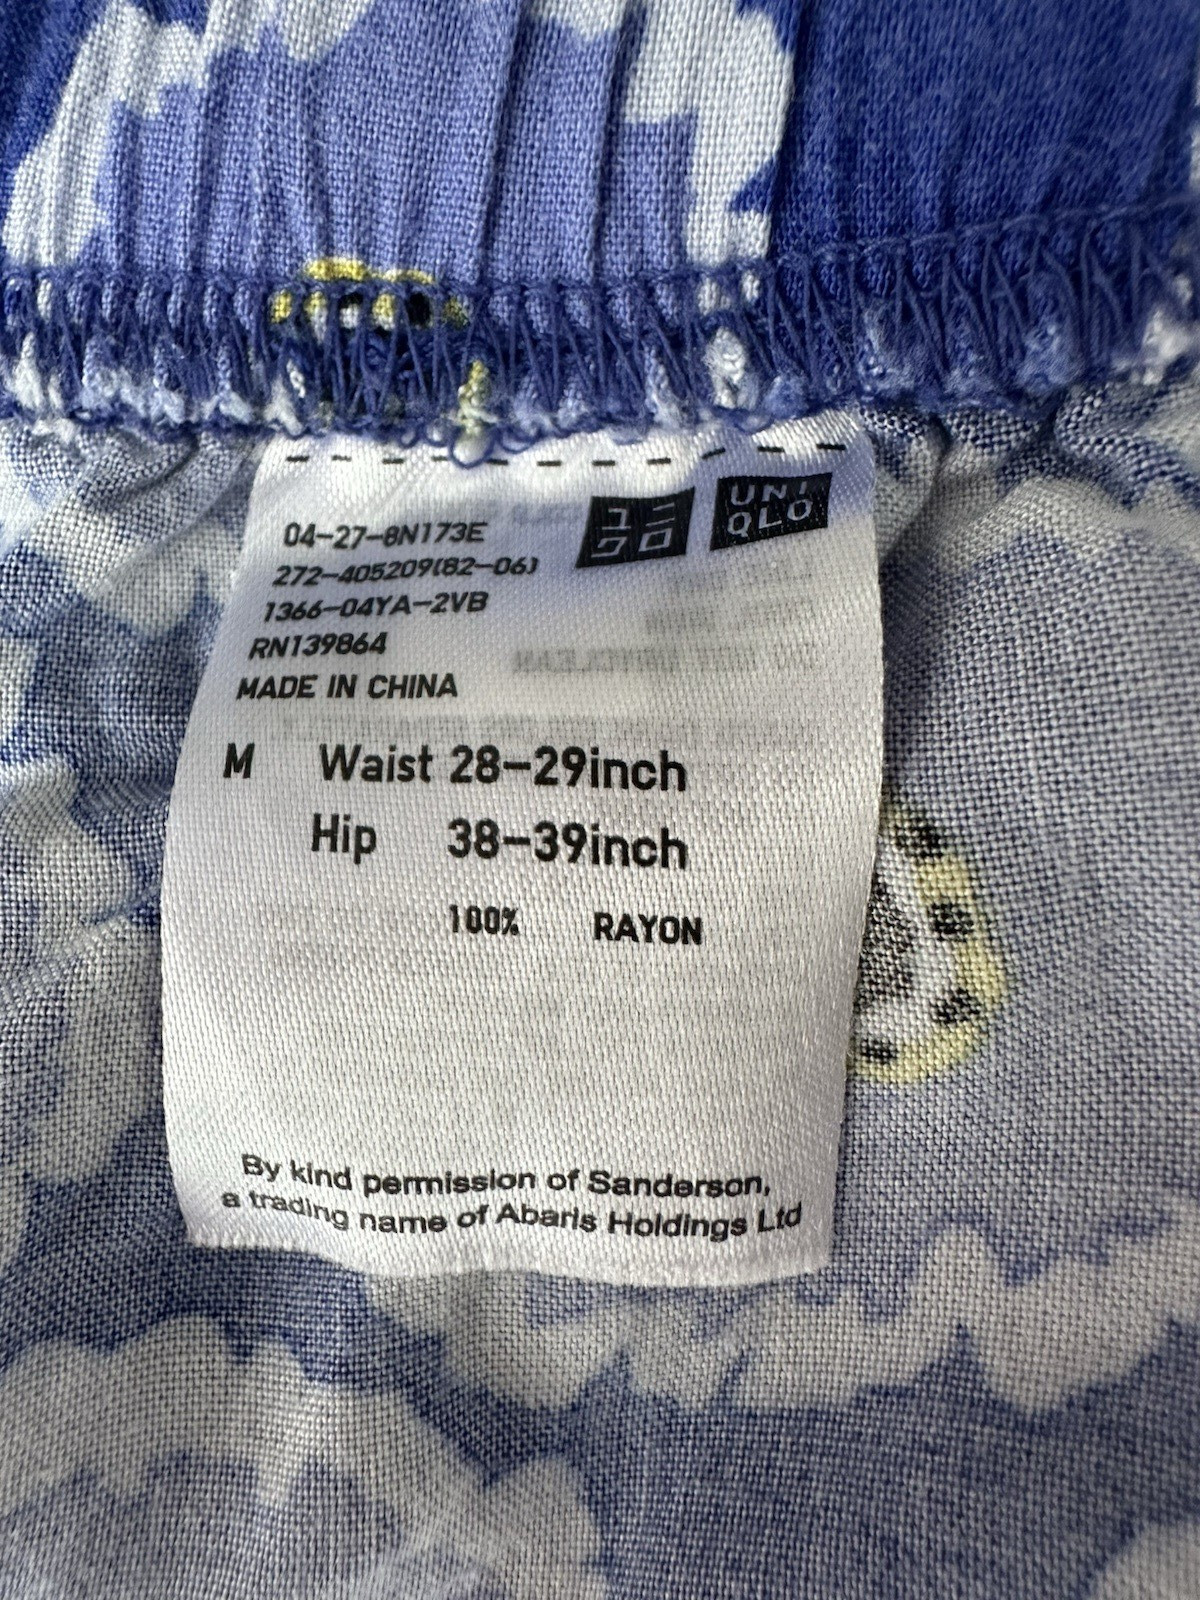 ユニ
クロ
UNI
QLO
04-27-8N173E
272-405209(82-06)
1366-04YA-2VB
RN139864
MADE IN CHINA
M Waist 28-29inch
Hip 38-39inch
100% RAYON
By kind permission of Sanderson,
a trading name of Abaris Holdings Ltd